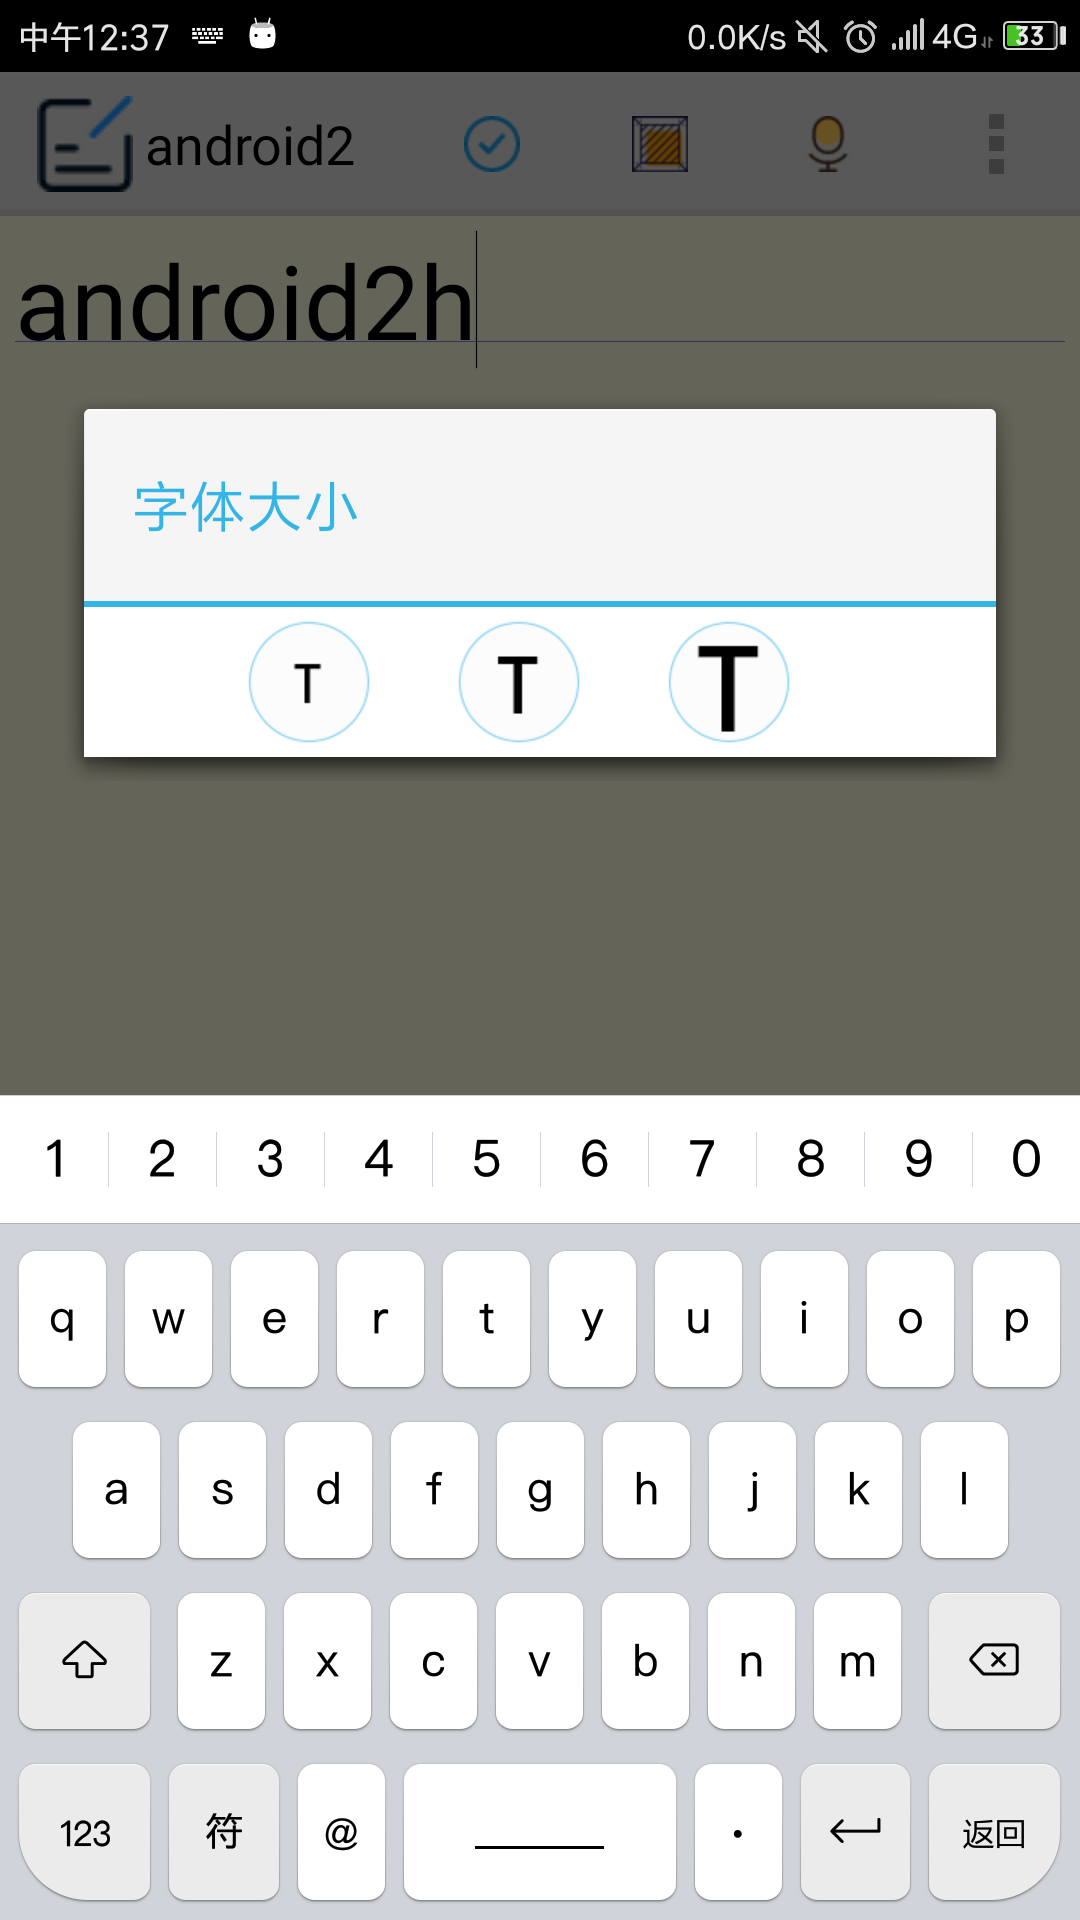 中午12:37 0.0K/s 4G 33
android2
android2h
字体大小
T T T
1 2 3 4 5 6 7 8 9 0
q w e r t y u i o p
a s d f g h j k l
z x c v b n m
123 符 @ . 返回